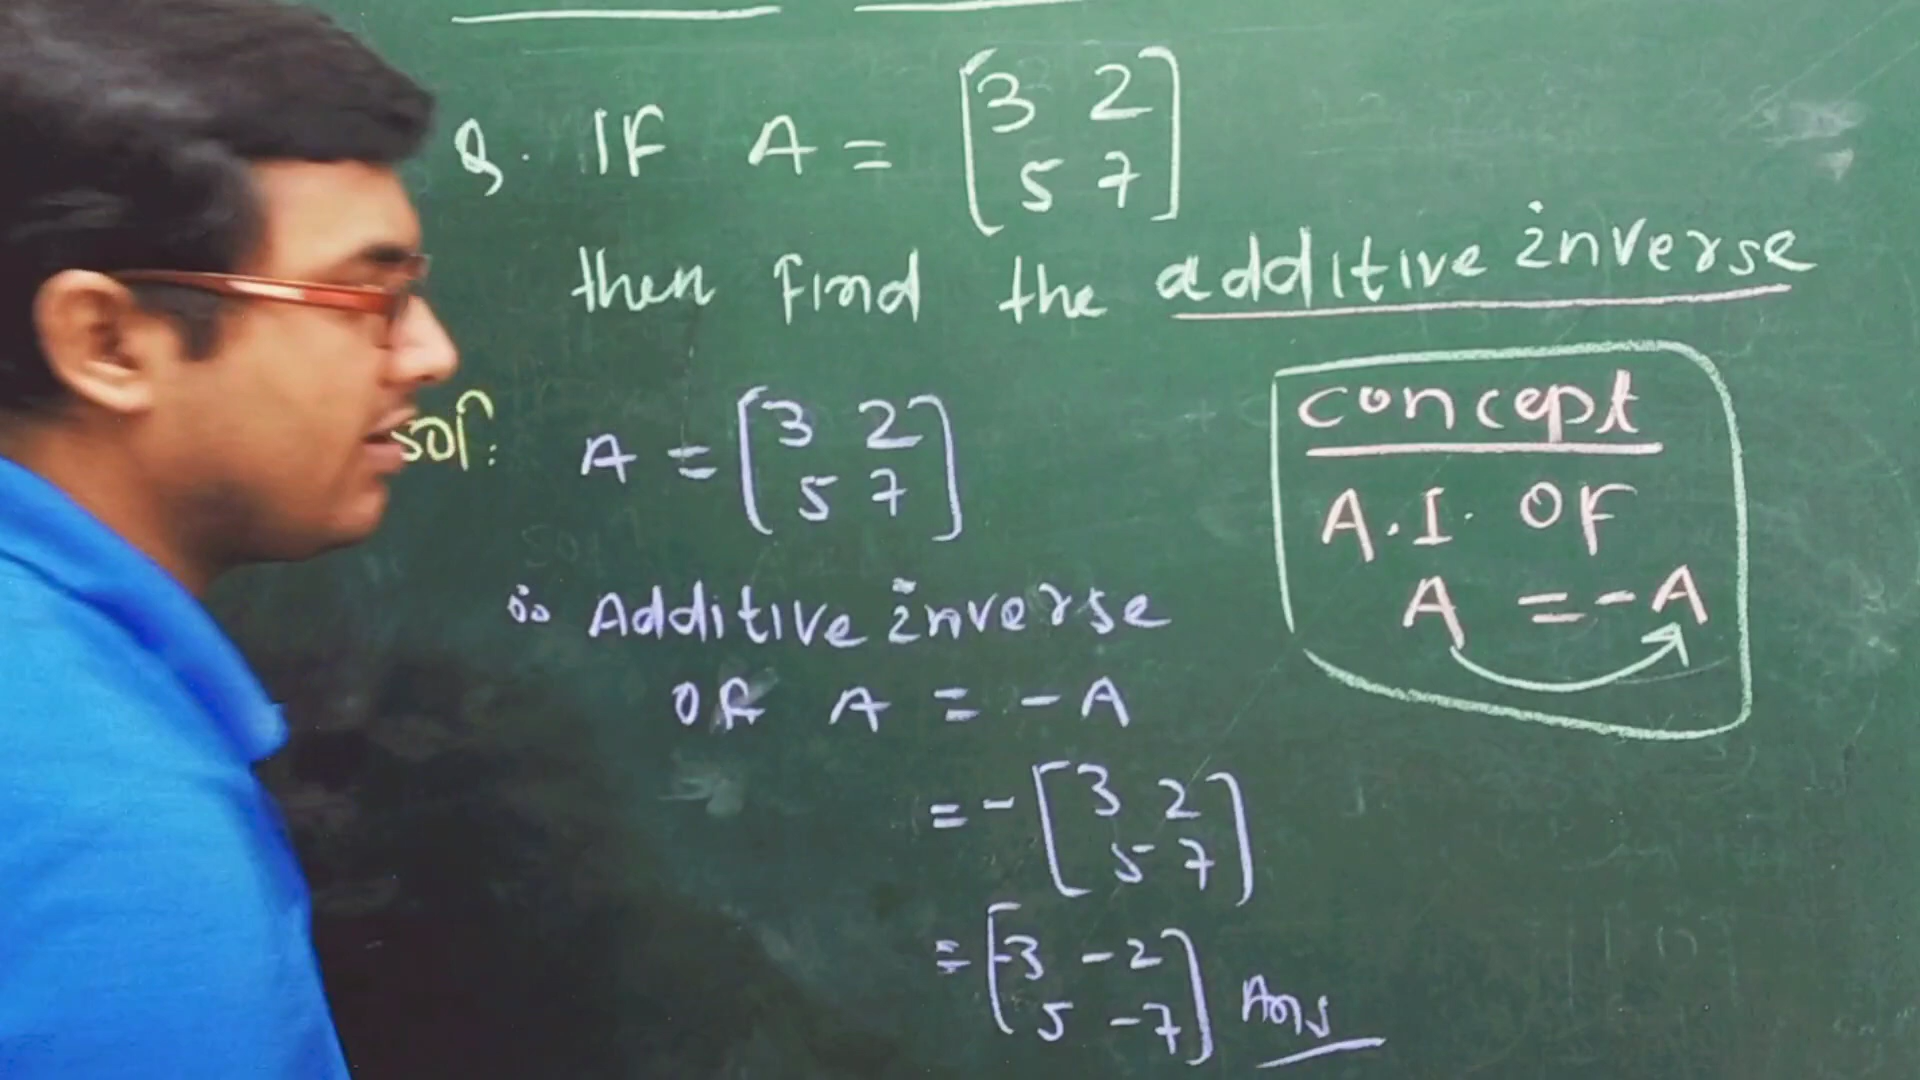 Q. IF A = [3 2
5 7]
then Find the additive inverse
Sol: A = [3 2
5 7]
∴ Additive inverse
OF A = - A
= - [3 2
5 7]
= [-3 -2
5 -7] Ans
concept
A.I. OF
A = - A